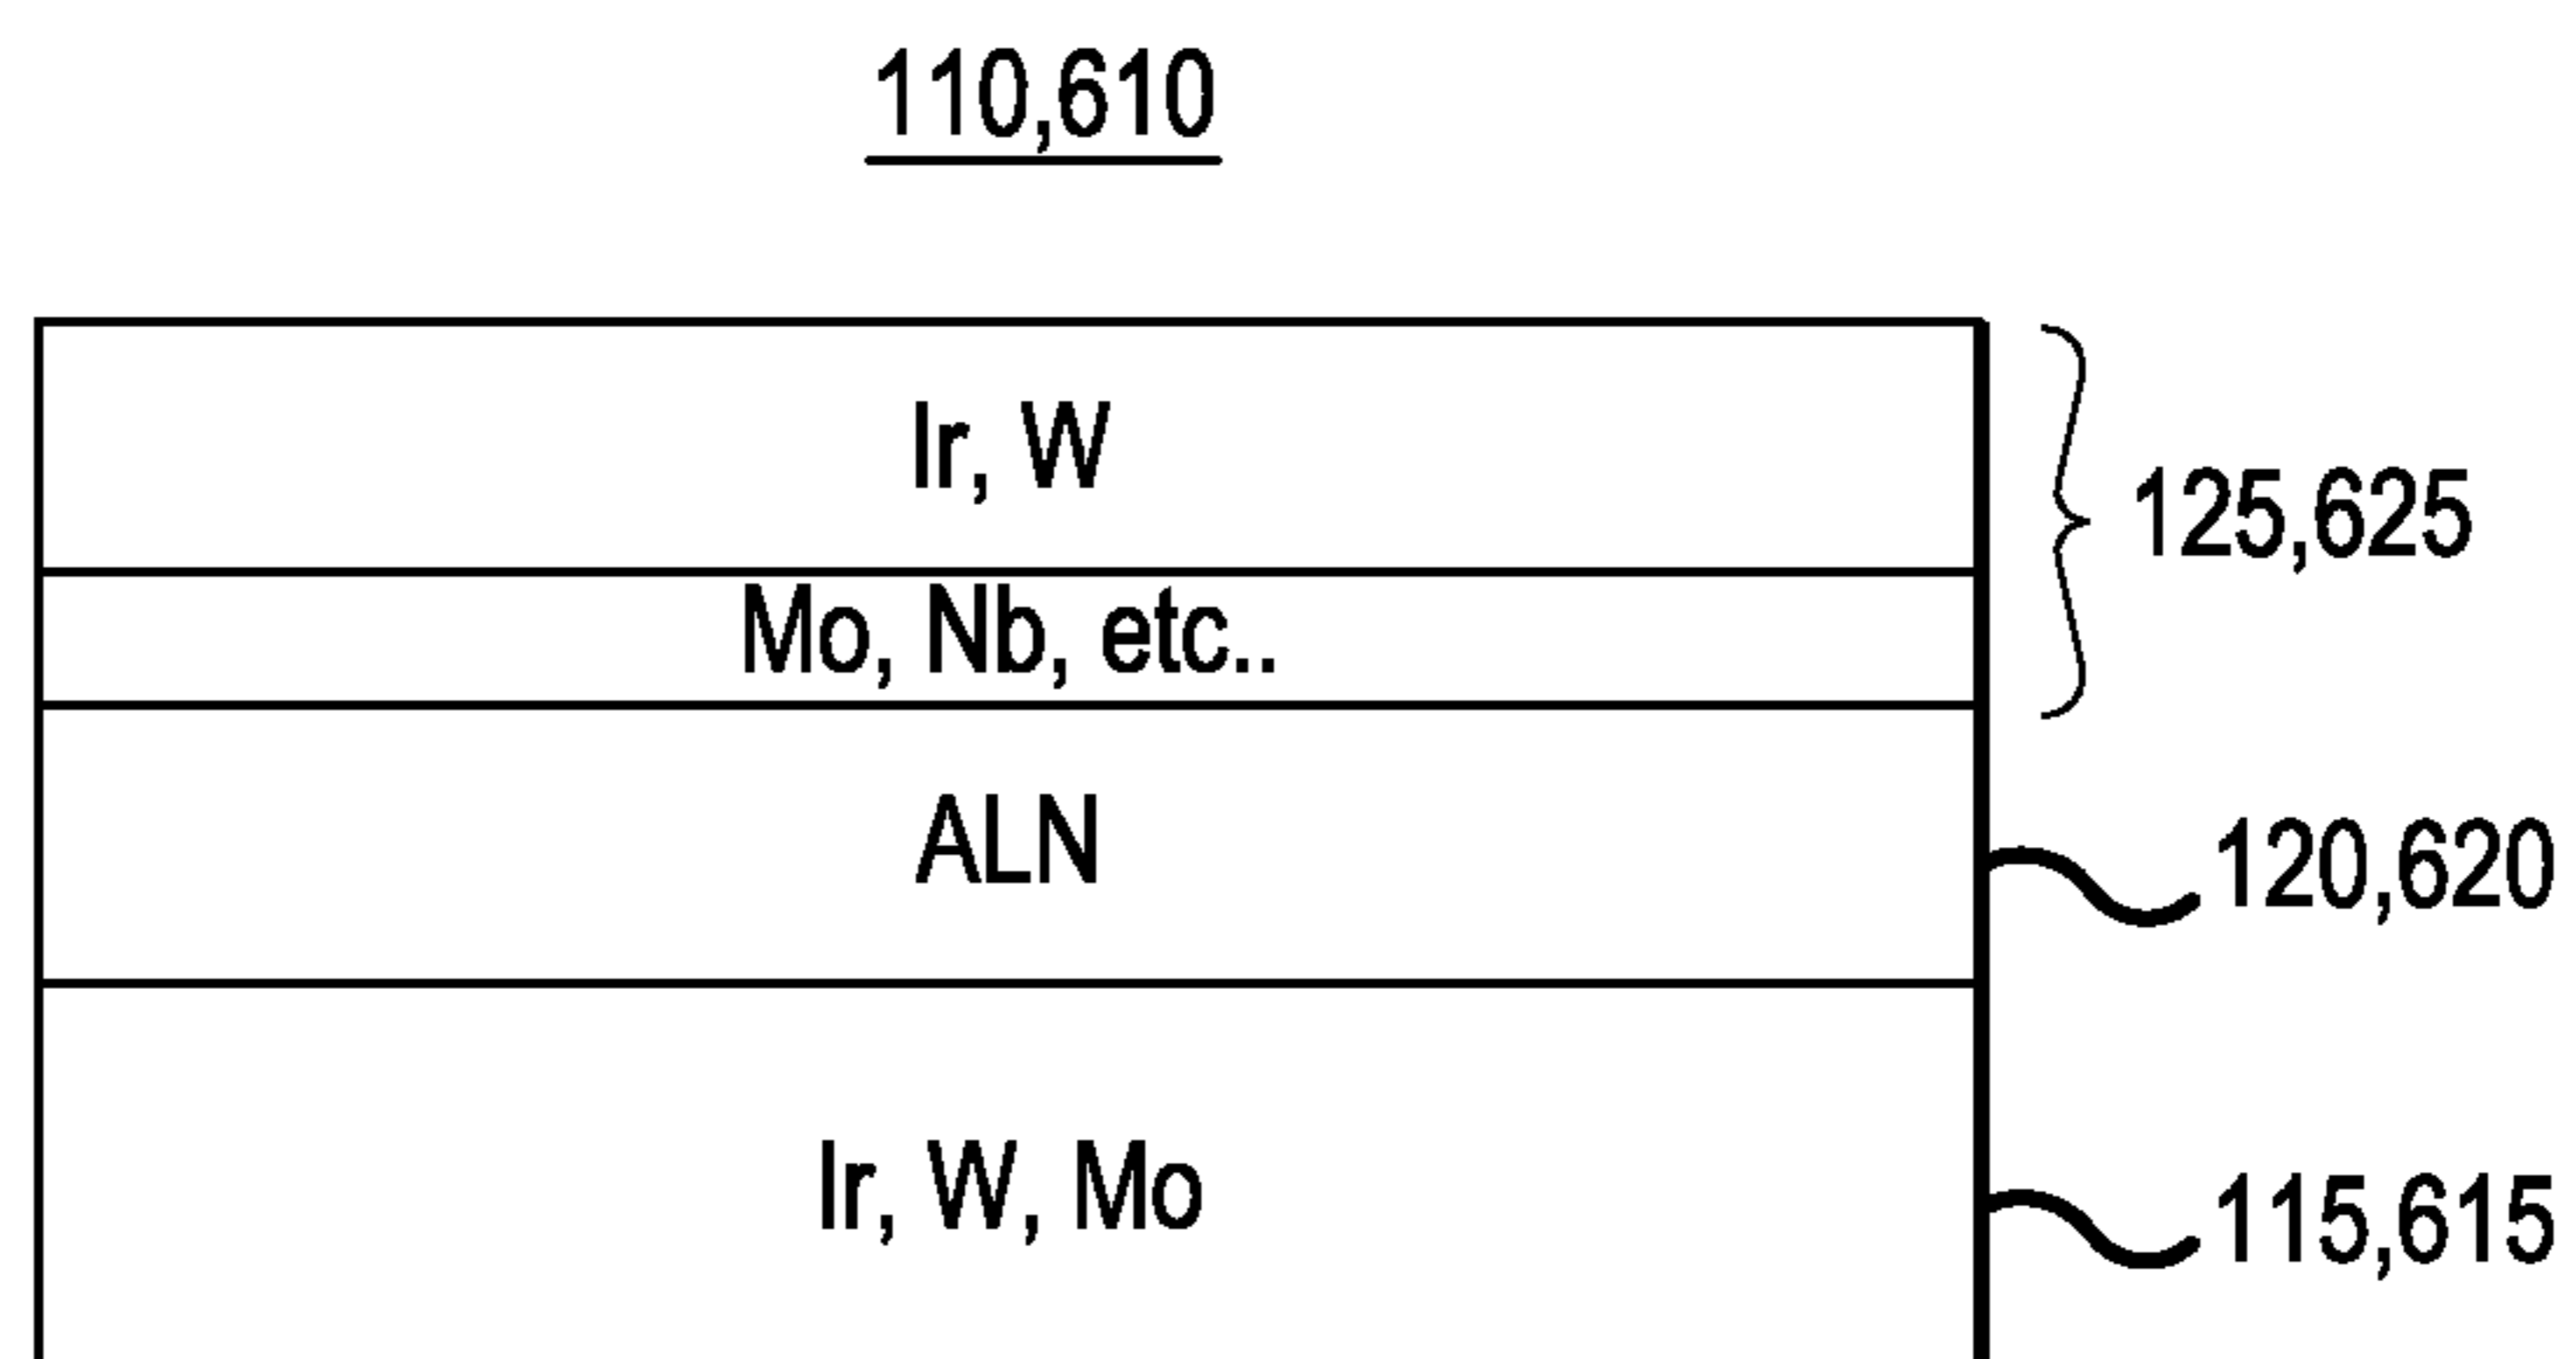 110,610
Ir, W
125,625
Mo, Nb, etc..
ALN
120,620
Ir, W, Mo
115,615